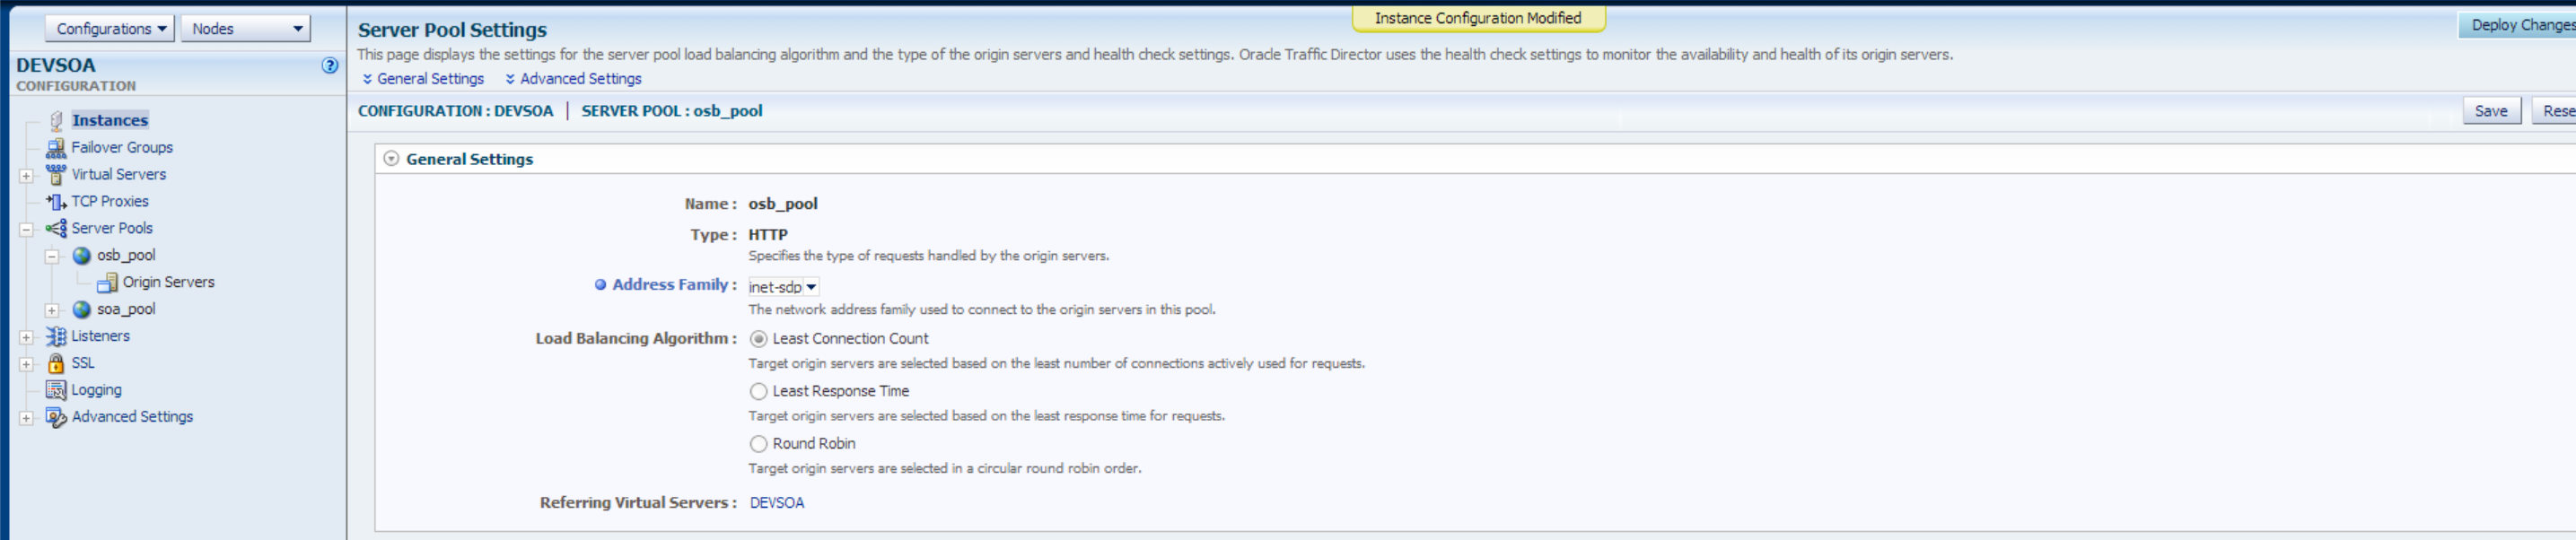 Configurations Nodes
DEVSOA
CONFIGURATION
Instances
Failover Groups
Virtual Servers
TCP Proxies
Server Pools
osb_pool
Origin Servers
soa_pool
Listeners
SSL
Logging
Advanced Settings
Instance Configuration Modified
Deploy Changes
Server Pool Settings
This page displays the settings for the server pool load balancing algorithm and the type of the origin servers and health check settings. Oracle Traffic Director uses the health check settings to monitor the availability and health of its origin servers.
General Settings Advanced Settings
CONFIGURATION : DEVSOA | SERVER POOL : osb_pool
Save Rese
General Settings
Name : osb_pool
Type : HTTP
Specifies the type of requests handled by the origin servers.
Address Family : inet-sdp
The network address family used to connect to the origin servers in this pool.
Load Balancing Algorithm : Least Connection Count
Target origin servers are selected based on the least number of connections actively used for requests.
Least Response Time
Target origin servers are selected based on the least response time for requests.
Round Robin
Target origin servers are selected in a circular round robin order.
Referring Virtual Servers : DEVSOA